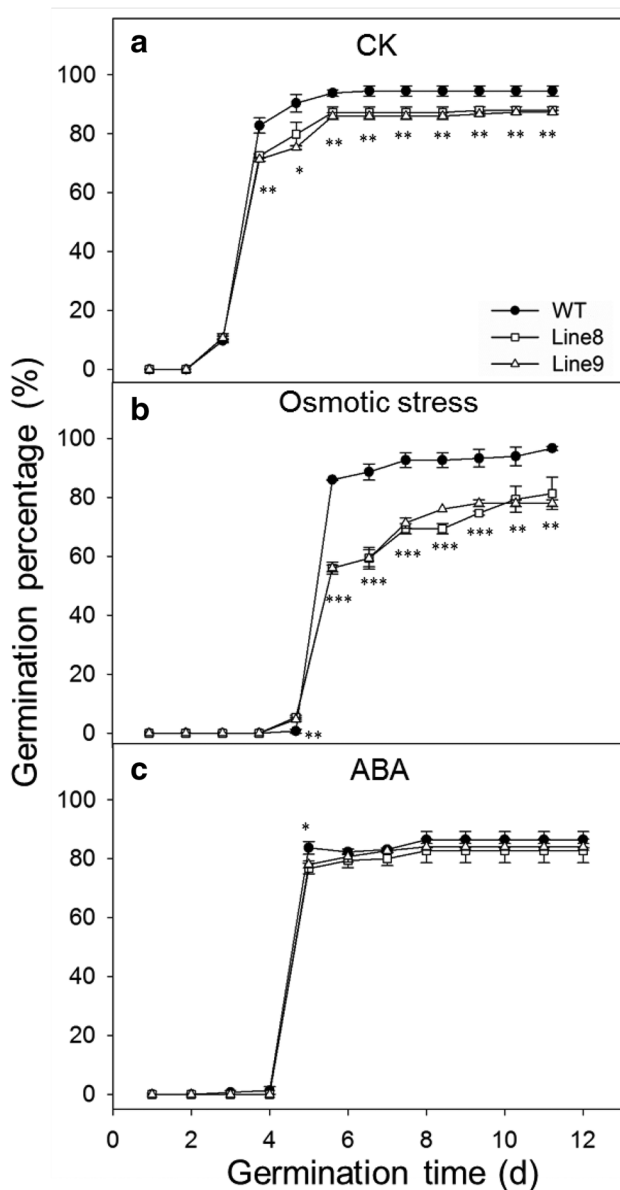 a
CK
100
80
60
40
20
0
** * ** ** ** ** ** ** **
WT
Line8
Line9
b
Osmotic stress
100
80
60
40
20
0
** *** *** *** *** *** ** **
c
ABA
100
80
60
40
20
0
*
0 2 4 6 8 10 12
Germination time (d)
Germination percentage (%)